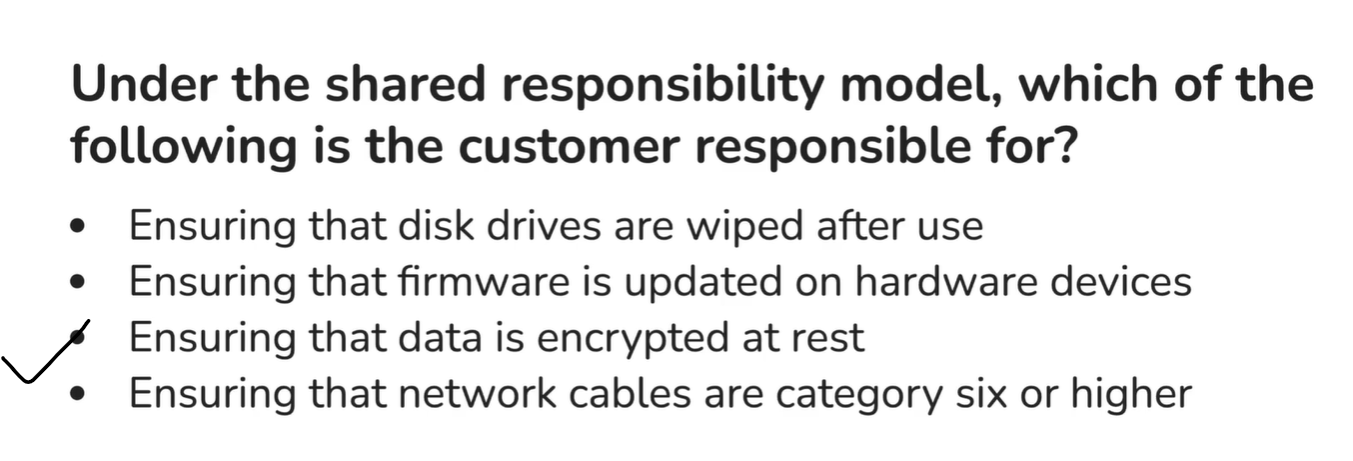 Under the shared responsibility model, which of the
following is the customer responsible for?
• Ensuring that disk drives are wiped after use
• Ensuring that firmware is updated on hardware devices
• Ensuring that data is encrypted at rest
• Ensuring that network cables are category six or higher